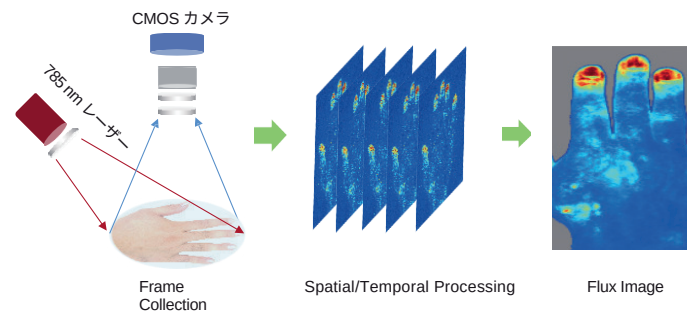 CMOS カメラ
785 nm レーザー
Frame
Collection
Spatial/Temporal Processing
Flux Image